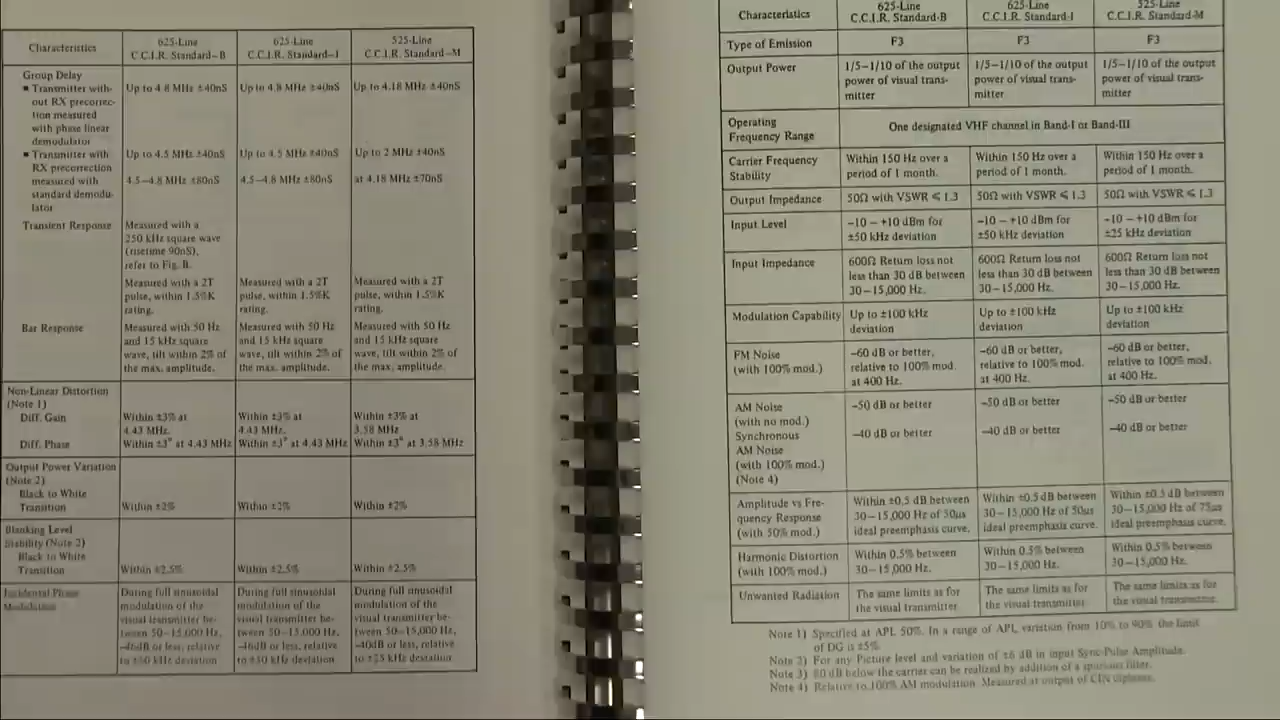 Characteristics
625-Line
C.C.I.R. Standard-B
625-Line
C.C.I.R. Standard-I
525-Line
C.C.I.R. Standard-M
Group Delay
■ Transmitter with-
out RX precorrec-
tion measured
with phase linear
demodulator
Up to 4.8 MHz ±40nS
Up to 4.8 MHz ±40nS
Up to 4.18 MHz ±40nS
■ Transmitter with
RX precorrection
measured with
standard demodu-
lator
Up to 4.5 MHz ±40nS
4.5–4.8 MHz ±80nS
Up to 4.5 MHz ±40nS
4.5–4.8 MHz ±80nS
Up to 2 MHz ±40nS
at 4.18 MHz ±70nS
Transient Response
Measured with a
250 kHz square wave
(risetime 90nS),
refer to Fig. B.
Measured with a 2T
pulse, within 1.5%K
rating.
Measured with a 2T
pulse, within 1.5%K
rating.
Measured with a 2T
pulse, within 1.5%K
rating.
Bar Response
Measured with 50 Hz
and 15 kHz square
wave, tilt within 2% of
the max. amplitude.
Measured with 50 Hz
and 15 kHz square
wave, tilt within 2% of
the max. amplitude.
Measured with 50 Hz
and 15 kHz square
wave, tilt within 2% of
the max. amplitude.
Non-Linear Distortion
(Note 1)
Diff. Gain
Within ±3% at
4.43 MHz.
Within ±3% at
4.43 MHz.
Within ±3% at
3.58 MHz
Diff. Phase
Within ±3° at 4.43 MHz
Within ±3° at 4.43 MHz
Within ±3° at 3.58 MHz
Output Power Variation
(Note 2)
Black to White
Transition
Within ±2%
Within ±2%
Within ±2%
Blanking Level
Stability (Note 2)
Black to White
Transition
Within ±2.5%
Within ±2.5%
Within ±2.5%
Incidental Phase
Modulation
During full sinusoidal
modulation of the
visual transmitter be-
tween 50–15,000 Hz,
–46dB or less, relative
to ±50 kHz deviation
During full sinusoidal
modulation of the
visual transmitter be-
tween 50–15,000 Hz,
–46dB or less, relative
to ±50 kHz deviation
During full sinusoidal
modulation of the
visual transmitter be-
tween 50–15,000 Hz,
–40dB or less, relative
to ±25 kHz deviation
Characteristics
625-Line
C.C.I.R. Standard-B
625-Line
C.C.I.R. Standard-I
525-Line
C.C.I.R. Standard-M
Type of Emission
F3
F3
F3
Output Power
1/5–1/10 of the output
power of visual trans-
mitter
1/5–1/10 of the output
power of visual trans-
mitter
1/5–1/10 of the output
power of visual trans-
mitter
Operating
Frequency Range
One designated VHF channel in Band-I or Band-III
Carrier Frequency
Stability
Within 150 Hz over a
period of 1 month.
Within 150 Hz over a
period of 1 month.
Within 150 Hz over a
period of 1 month.
Output Impedance
50Ω with VSWR ≤ 1.3
50Ω with VSWR ≤ 1.3
50Ω with VSWR ≤ 1.3
Input Level
–10 – +10 dBm for
±50 kHz deviation
–10 – +10 dBm for
±50 kHz deviation
–10 – +10 dBm for
±25 kHz deviation
Input Impedance
600Ω Return loss not
less than 30 dB between
30–15,000 Hz.
600Ω Return loss not
less than 30 dB between
30–15,000 Hz.
600Ω Return loss not
less than 30 dB between
30–15,000 Hz.
Modulation Capability
Up to ±100 kHz
deviation
Up to ±100 kHz
deviation
Up to ±100 kHz
deviation
FM Noise
(with 100% mod.)
–60 dB or better,
relative to 100% mod.
at 400 Hz.
–60 dB or better,
relative to 100% mod.
at 400 Hz.
–60 dB or better,
relative to 100% mod.
at 400 Hz.
AM Noise
(with no mod.)
–50 dB or better
–50 dB or better
–50 dB or better
Synchronous
AM Noise
(with 100% mod.)
(Note 4)
–40 dB or better
–40 dB or better
–40 dB or better
Amplitude vs Fre-
quency Response
(with 50% mod.)
Within ±0.5 dB between
30–15,000 Hz of 50µs
ideal preemphasis curve.
Within ±0.5 dB between
30–15,000 Hz of 50µs
ideal preemphasis curve.
Within ±0.5 dB between
30–15,000 Hz of 75µs
ideal preemphasis curve.
Harmonic Distortion
(with 100% mod.)
Within 0.5% between
30–15,000 Hz.
Within 0.5% between
30–15,000 Hz.
Within 0.5% between
30–15,000 Hz.
Unwanted Radiation
The same limits as for
the visual transmitter
The same limits as for
the visual transmitter
The same limits as for
the visual transmitter
Note 1) Specified at APL 50%. In a range of APL variation from 10% to 90% the limit
of DG is ±5%
Note 2) For any Picture level and variation of ±6 dB in input Sync-Pulse Amplitude.
Note 3) 80 dB below the carrier can be realized by addition of a spurious filter.
Note 4) Relative to 100% AM modulation. Measured at output of CIN diplexer.